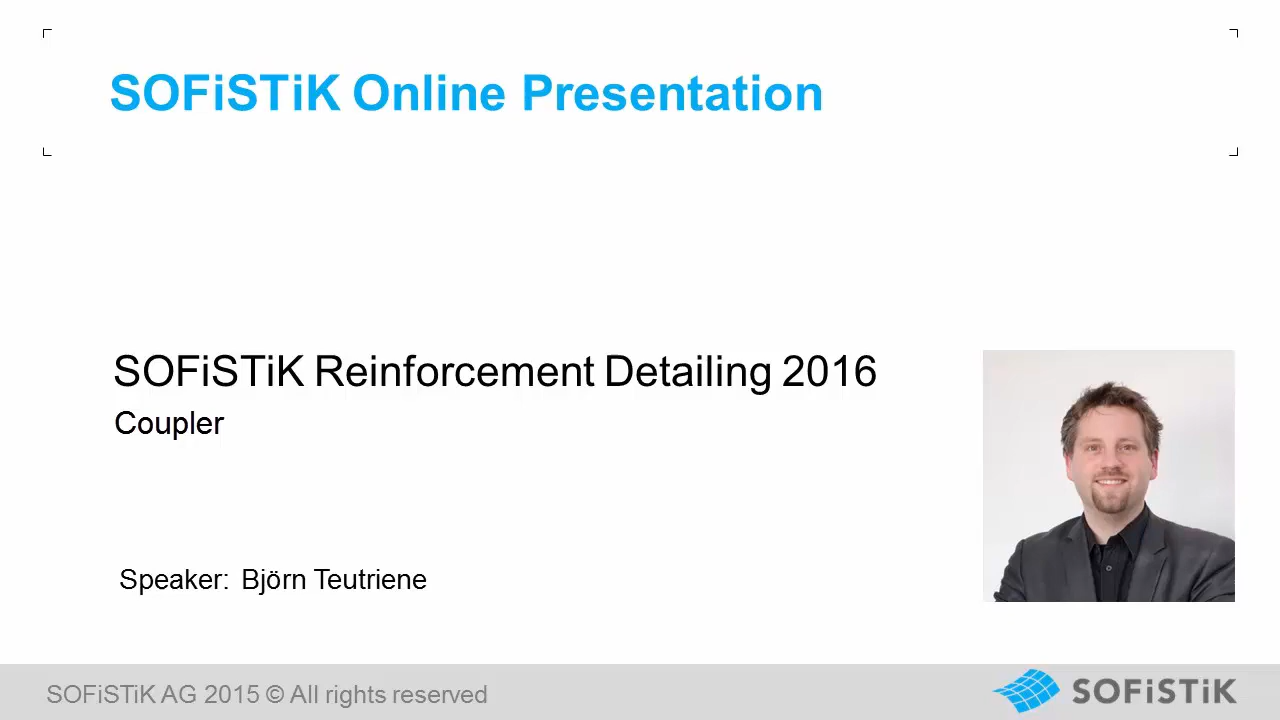 SOFiSTiK Online Presentation
SOFiSTiK Reinforcement Detailing 2016
Coupler
Speaker: Björn Teutriene
SOFiSTiK AG 2015 © All rights reserved
SOFiSTiK